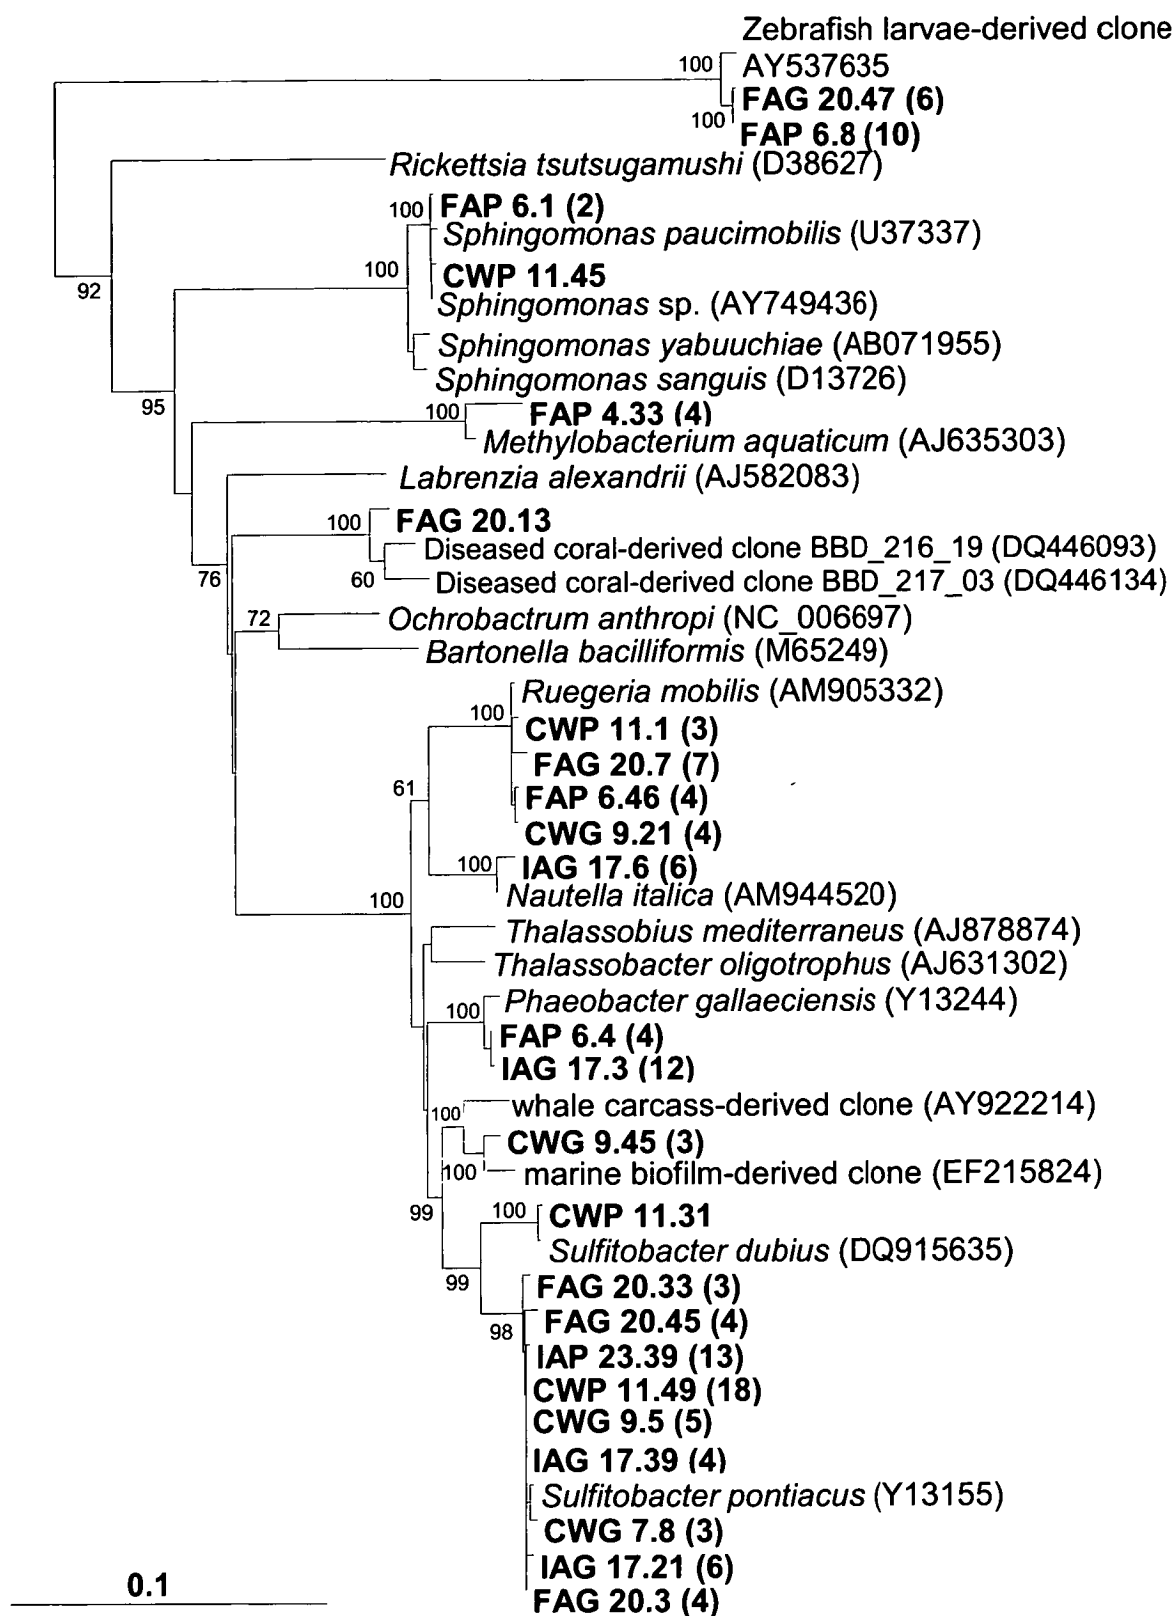 Zebrafish larvae-derived clone
100 AY537635
FAG 20.47 (6)
100 FAP 6.8 (10)
Rickettsia tsutsugamushi (D38627)
100 FAP 6.1 (2)
Sphingomonas paucimobilis (U37337)
100 CWP 11.45
92
Sphingomonas sp. (AY749436)
Sphingomonas yabuuchiae (AB071955)
Sphingomonas sanguis (D13726)
95
100 FAP 4.33 (4)
Methylobacterium aquaticum (AJ635303)
Labrenzia alexandrii (AJ582083)
100 FAG 20.13
Diseased coral-derived clone BBD_216_19 (DQ446093)
76 60 Diseased coral-derived clone BBD_217_03 (DQ446134)
72 Ochrobactrum anthropi (NC_006697)
Bartonella bacilliformis (M65249)
Ruegeria mobilis (AM905332)
100 CWP 11.1 (3)
FAG 20.7 (7)
61 FAP 6.46 (4)
CWG 9.21 (4)
100 IAG 17.6 (6)
100 Nautella italica (AM944520)
Thalassobius mediterraneus (AJ878874)
Thalassobacter oligotrophus (AJ631302)
Phaeobacter gallaeciensis (Y13244)
100 FAP 6.4 (4)
IAG 17.3 (12)
100 whale carcass-derived clone (AY922214)
CWG 9.45 (3)
100 marine biofilm-derived clone (EF215824)
99 100 CWP 11.31
Sulfitobacter dubius (DQ915635)
99 FAG 20.33 (3)
FAG 20.45 (4)
98 IAP 23.39 (13)
CWP 11.49 (18)
CWG 9.5 (5)
IAG 17.39 (4)
Sulfitobacter pontiacus (Y13155)
CWG 7.8 (3)
IAG 17.21 (6)
0.1
FAG 20.3 (4)